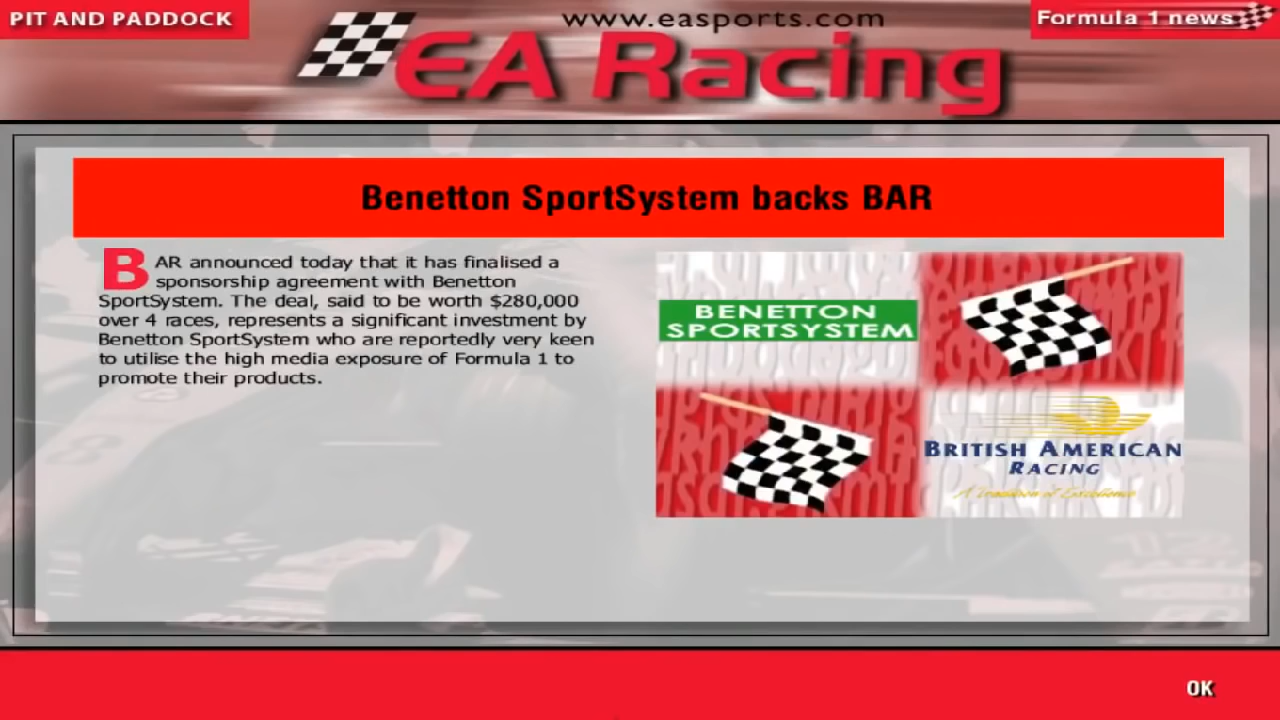 PIT AND PADDOCK
www.easports.com
Formula 1 news
EA Racing
Benetton SportSystem backs BAR
BAR announced today that it has finalised a
sponsorship agreement with Benetton
SportSystem. The deal, said to be worth $280,000
over 4 races, represents a significant investment by
Benetton SportSystem who are reportedly very keen
to utilise the high media exposure of Formula 1 to
promote their products.
BENETTON
SPORTSYSTEM
BRITISH AMERICAN
RACING
A Tradition of Excellence
OK